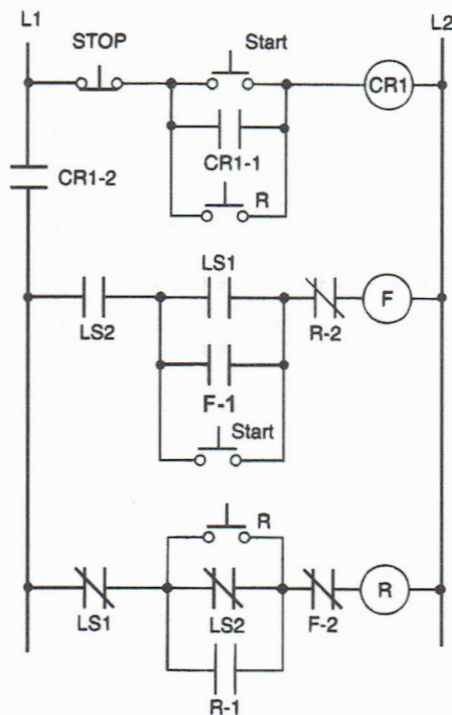 L1
L2
STOP
Start
CR1
CR1-1
CR1-2
R
LS1
LS2
R-2
F
F-1
Start
R
LS1
LS2
F-2
R
R-1